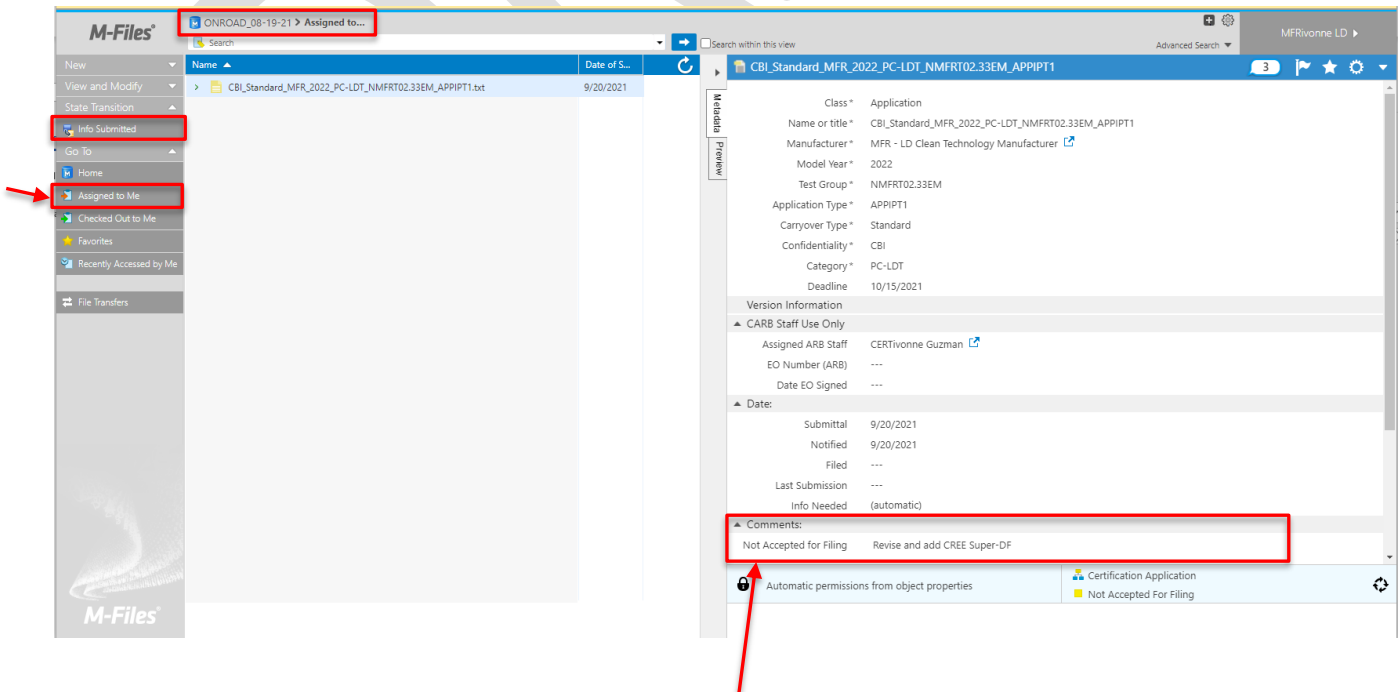 M-Files®
ONROAD_08-19-21 > Assigned to...
Search
Search within this view
Advanced Search
MFRivonne LD
New
View and Modify
State Transition
Info Submitted
Go To
Home
Assigned to Me
Checked Out to Me
Favorites
Recently Accessed by Me
File Transfers
M-Files®
Name
Date of S...
CBI_Standard_MFR_2022_PC-LDT_NMFRT02.33EM_APPIPT1.txt
9/20/2021
Metadata
Preview
CBI_Standard_MFR_2022_PC-LDT_NMFRT02.33EM_APPIPT1
3
Class* Application
Name or title* CBI_Standard_MFR_2022_PC-LDT_NMFRT02.33EM_APPIPT1
Manufacturer* MFR - LD Clean Technology Manufacturer
Model Year* 2022
Test Group* NMFRT02.33EM
Application Type* APPIPT1
Carryover Type* Standard
Confidentiality* CBI
Category* PC-LDT
Deadline 10/15/2021
Version Information
CARB Staff Use Only
Assigned ARB Staff CERTivonne Guzman
EO Number (ARB) ---
Date EO Signed ---
Date:
Submittal 9/20/2021
Notified 9/20/2021
Filed ---
Last Submission ---
Info Needed (automatic)
Comments:
Not Accepted for Filing Revise and add CREE Super-DF
Automatic permissions from object properties
Certification Application
Not Accepted For Filing